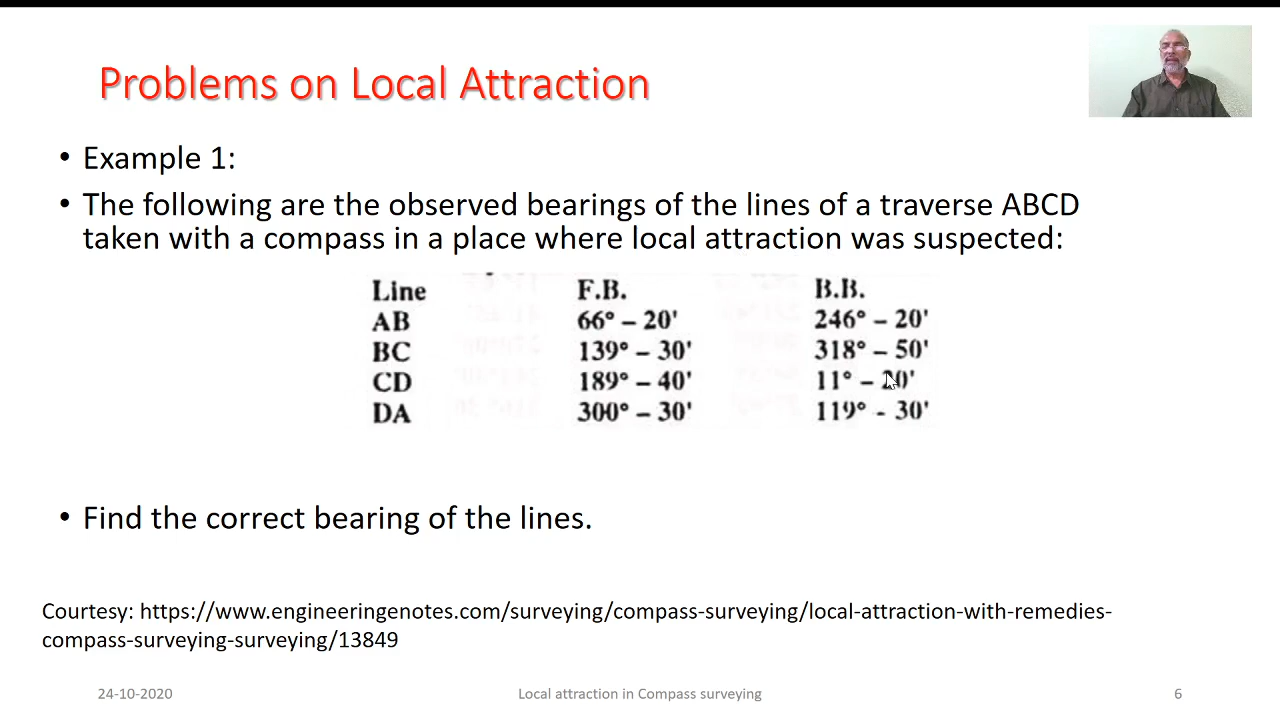 Problems on Local Attraction
• Example 1:
• The following are the observed bearings of the lines of a traverse ABCD
taken with a compass in a place where local attraction was suspected:
Line F.B. B.B.
AB 66° – 20' 246° – 20'
BC 139° – 30' 318° – 50'
CD 189° – 40' 11° –
DA 300° – 30' 119° - 30'
• Find the correct bearing of the lines.
Courtesy: https://www.engineeringenotes.com/surveying/compass-surveying/local-attraction-with-remedies-
compass-surveying-surveying/13849
24-10-2020 Local attraction in Compass surveying 6